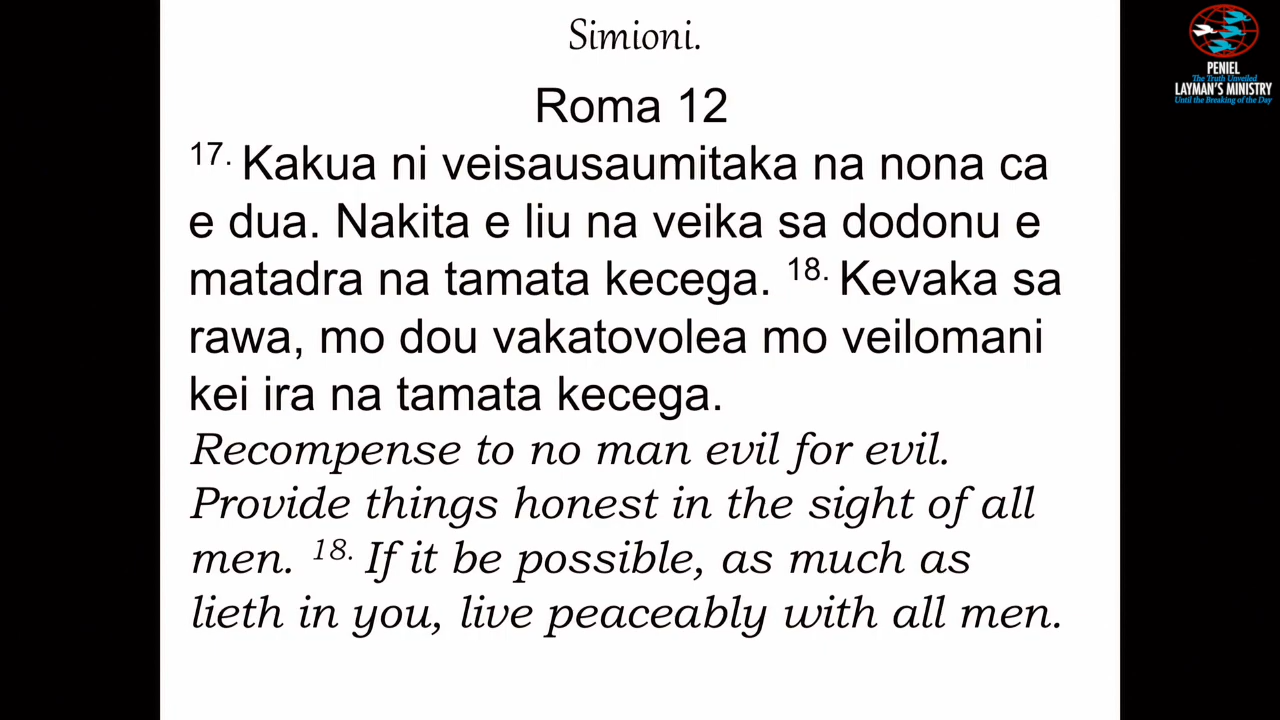 Simioni.
Roma 12
17. Kakua ni veisausaumitaka na nona ca
e dua. Nakita e liu na veika sa dodonu e
matadra na tamata kecega. 18. Kevaka sa
rawa, mo dou vakatovolea mo veilomani
kei ira na tamata kecega.
Recompense to no man evil for evil.
Provide things honest in the sight of all
men. 18. If it be possible, as much as
lieth in you, live peaceably with all men.
PENIEL
The Truth Unveiled
LAYMAN'S MINISTRY
Until the Breaking of the Day